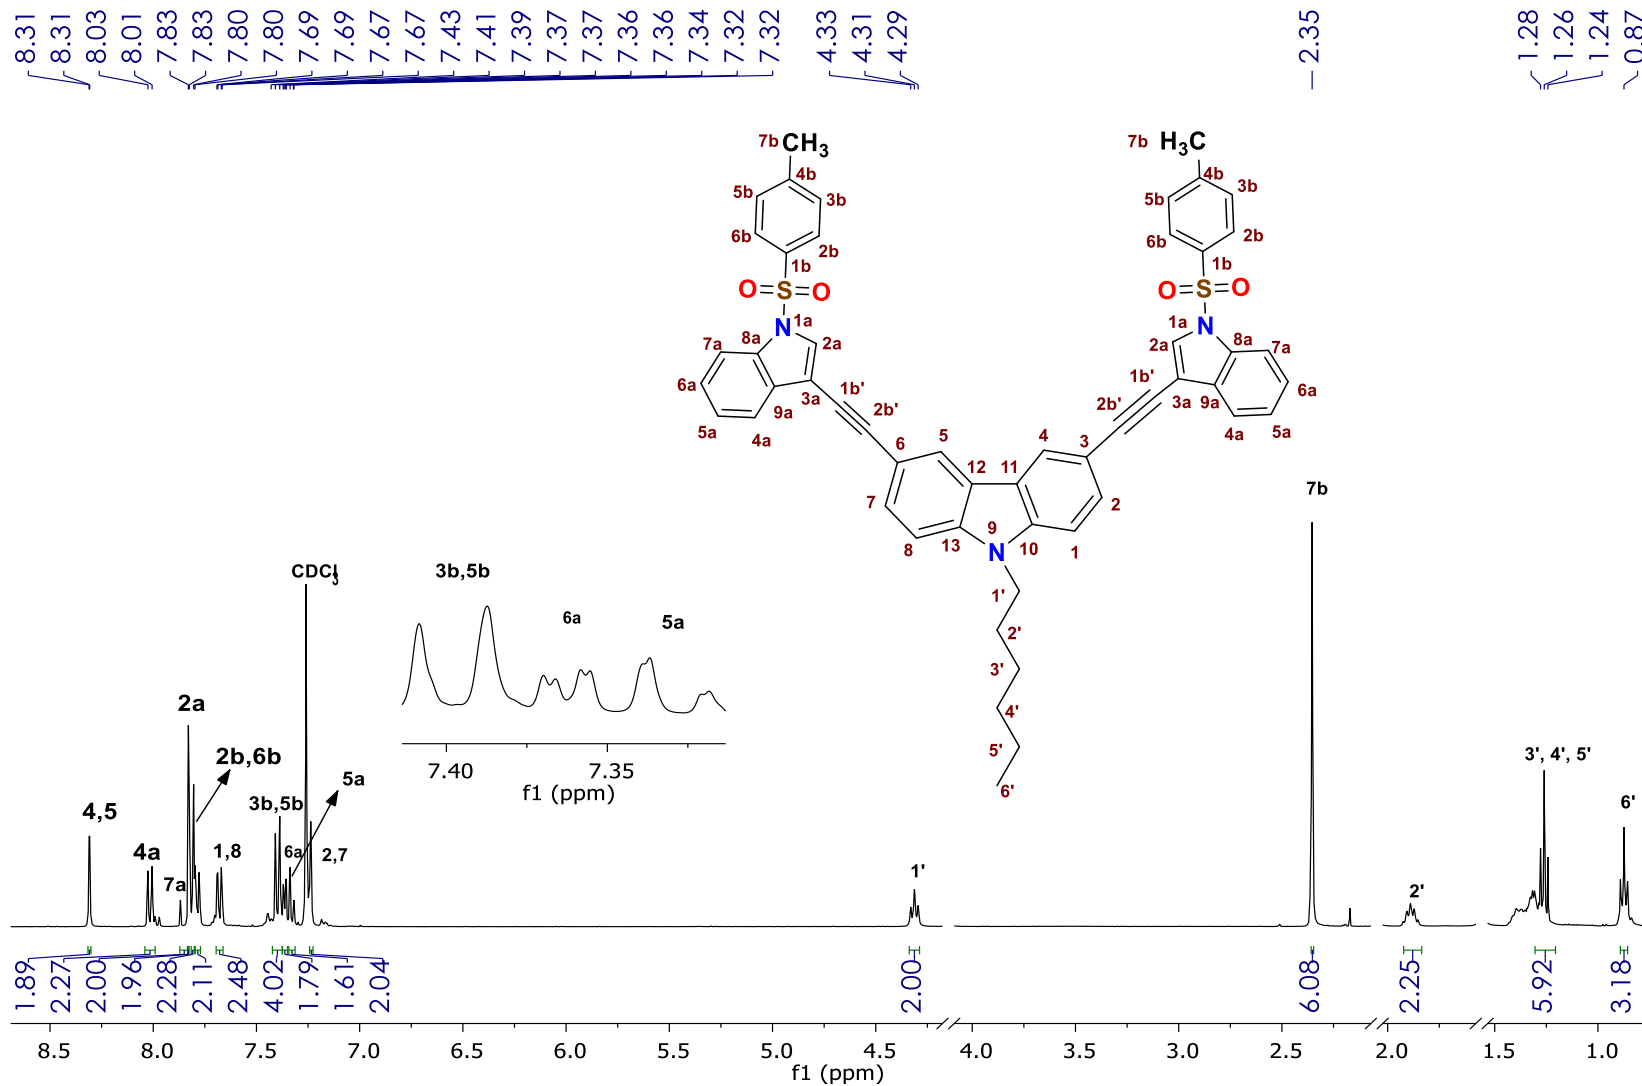 8.31 8.31 8.03 8.01 7.83 7.83 7.80 7.80 7.69 7.69 7.67 7.67 7.43 7.41 7.39 7.37 7.37 7.36 7.36 7.34 7.32 7.32 4.33 4.31 4.29 2.35 1.28 1.26 1.24 0.87
7b CH3 7b H3C
4b 4b
5b 3b 5b 3b
6b 2b 6b 2b
1b 1b
O=S=O O=S=O
N 1a 1a N
7a 8a 2a 2a 8a 7a
6a 9a 3a 1b' 1b' 3a 9a 6a
5a 4a 2b' 2b' 4a 5a
6 5 4 3
12 11
7 2
8 13 9 10 1
N
1'
2'
3'
4'
5'
6'
7b
CDCl3
3b,5b
6a
5a
7.40 7.35
f1 (ppm)
2a
2b,6b
5a
4,5
3b,5b
4a
1,8
6a
2,7
7a
1'
2'
3', 4', 5'
6'
1.89 2.27 2.00 1.96 2.28 2.11 2.48 4.02 1.79 1.61 2.04 2.00 6.08 2.25 5.92 3.18
8.5 8.0 7.5 7.0 6.5 6.0 5.5 5.0 4.5 4.0 3.5 3.0 2.5 2.0 1.5 1.0
f1 (ppm)